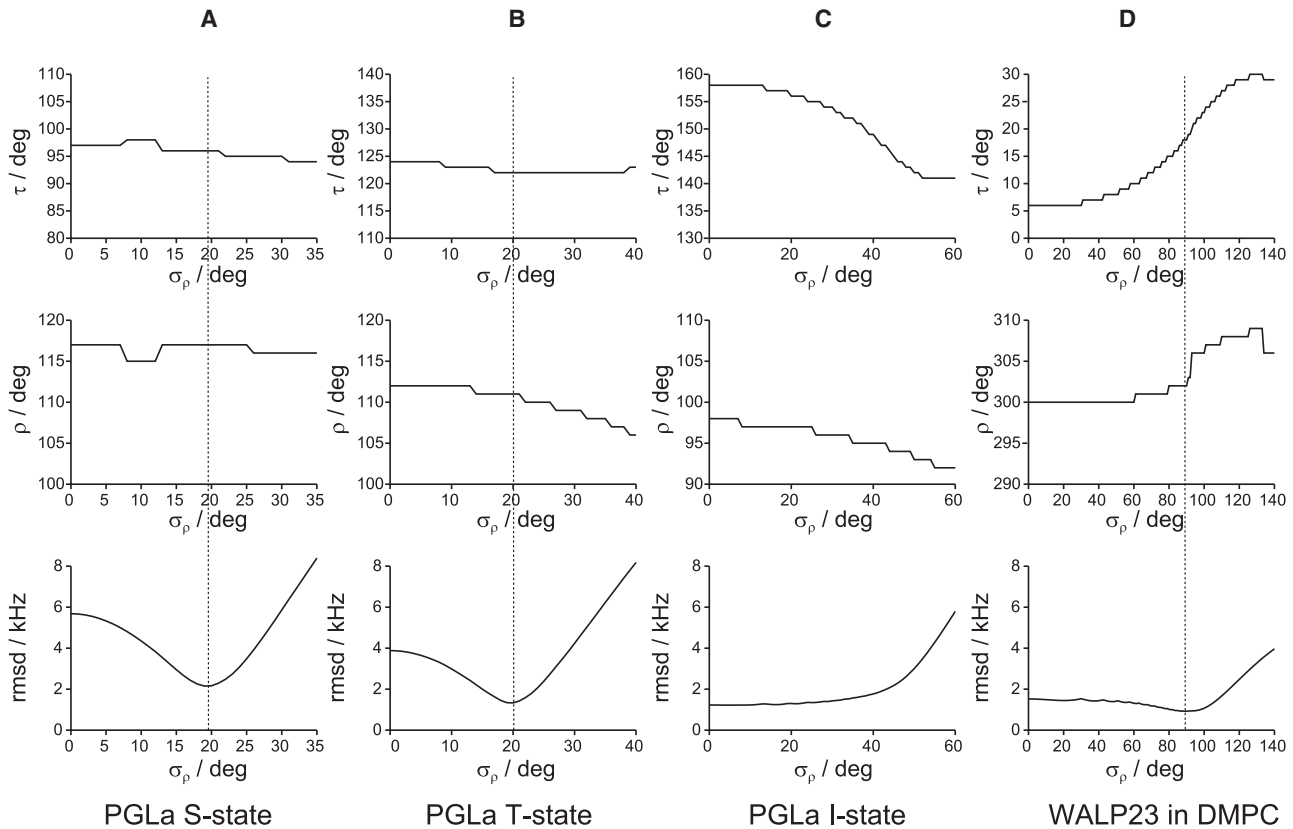 A
B
C
D
110
105
100
95
90
85
80
τ / deg
0 5 10 15 20 25 30 35
σρ / deg
140
135
130
125
120
115
110
τ / deg
0 10 20 30 40
σρ / deg
160
155
150
145
140
135
130
τ / deg
0 20 40 60
σρ / deg
30
25
20
15
10
5
0
τ / deg
0 20 40 60 80 100 120 140
σρ / deg
120
115
110
105
100
ρ / deg
0 5 10 15 20 25 30 35
σρ / deg
120
115
110
105
100
ρ / deg
0 10 20 30 40
σρ / deg
110
105
100
95
90
ρ / deg
0 20 40 60
σρ / deg
310
305
300
295
290
ρ / deg
0 20 40 60 80 100 120 140
σρ / deg
8
6
4
2
0
rmsd / kHz
0 5 10 15 20 25 30 35
σρ / deg
8
6
4
2
0
rmsd / kHz
0 10 20 30 40
σρ / deg
8
6
4
2
0
rmsd / kHz
0 20 40 60
σρ / deg
8
6
4
2
0
rmsd / kHz
0 20 40 60 80 100 120 140
σρ / deg
PGLa S-state
PGLa T-state
PGLa I-state
WALP23 in DMPC